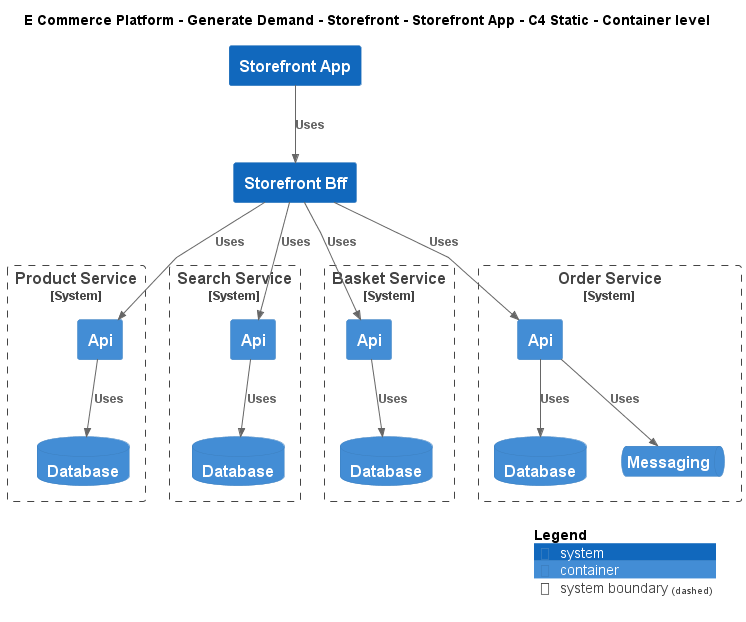 E Commerce Platform - Generate Demand - Storefront - Storefront App - C4 Static - Container level
Storefront App
Uses
Storefront Bff
Uses
Uses
Uses
Uses
Product Service
[System]
Search Service
[System]
Basket Service
[System]
Order Service
[System]
Api
Api
Api
Api
Uses
Uses
Uses
Uses
Uses
Database
Database
Database
Database
Messaging
Legend
system
container
system boundary (dashed)